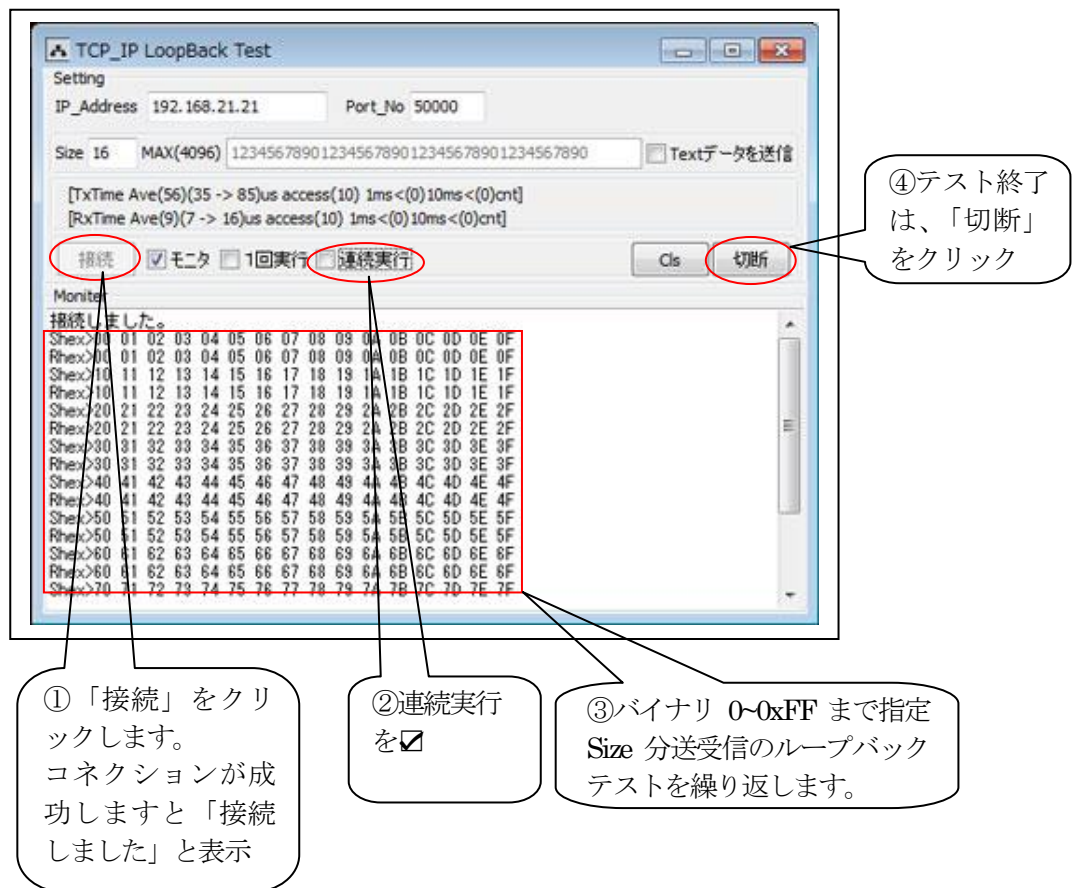 TCP_IP LoopBack Test
Setting
IP_Address 192.168.21.21 Port_No 50000
Size 16 MAX(4096) 1234567890123456789012345678901234567890 Textデータを送信
[TxTime Ave(56)(35 -> 85)us access(10) 1ms<(0)10ms<(0)cnt]
[RxTime Ave(9)(7 -> 16)us access(10) 1ms<(0)10ms<(0)cnt]
接続 モニタ 1回実行 連続実行 Cls 切断
Moniter
接続しました。
Shex>00 01 02 03 04 05 06 07 08 09 0A 0B 0C 0D 0E 0F
Rhex>00 01 02 03 04 05 06 07 08 09 0A 0B 0C 0D 0E 0F
Shex>10 11 12 13 14 15 16 17 18 19 1A 1B 1C 1D 1E 1F
Rhex>10 11 12 13 14 15 16 17 18 19 1A 1B 1C 1D 1E 1F
Shex>20 21 22 23 24 25 26 27 28 29 2A 2B 2C 2D 2E 2F
Rhex>20 21 22 23 24 25 26 27 28 29 2A 2B 2C 2D 2E 2F
Shex>30 31 32 33 34 35 36 37 38 39 3A 3B 3C 3D 3E 3F
Rhex>30 31 32 33 34 35 36 37 38 39 3A 3B 3C 3D 3E 3F
Shex>40 41 42 43 44 45 46 47 48 49 4A 4B 4C 4D 4E 4F
Rhex>40 41 42 43 44 45 46 47 48 49 4A 4B 4C 4D 4E 4F
Shex>50 51 52 53 54 55 56 57 58 59 5A 5B 5C 5D 5E 5F
Rhex>50 51 52 53 54 55 56 57 58 59 5A 5B 5C 5D 5E 5F
Shex>60 61 62 63 64 65 66 67 68 69 6A 6B 6C 6D 6E 6F
Rhex>60 61 62 63 64 65 66 67 68 69 6A 6B 6C 6D 6E 6F
Shex>70 71 72 73 74 75 76 77 78 79 7A 7B 7C 7D 7E 7F
④テスト終了
は、「切断」
をクリック
①「接続」をクリ
ックします。
コネクションが成
功しますと「接続
しました」と表示
②連続実行
を☑
③バイナリ 0~0xFF まで指定
Size 分送受信のループバック
テストを繰り返します。